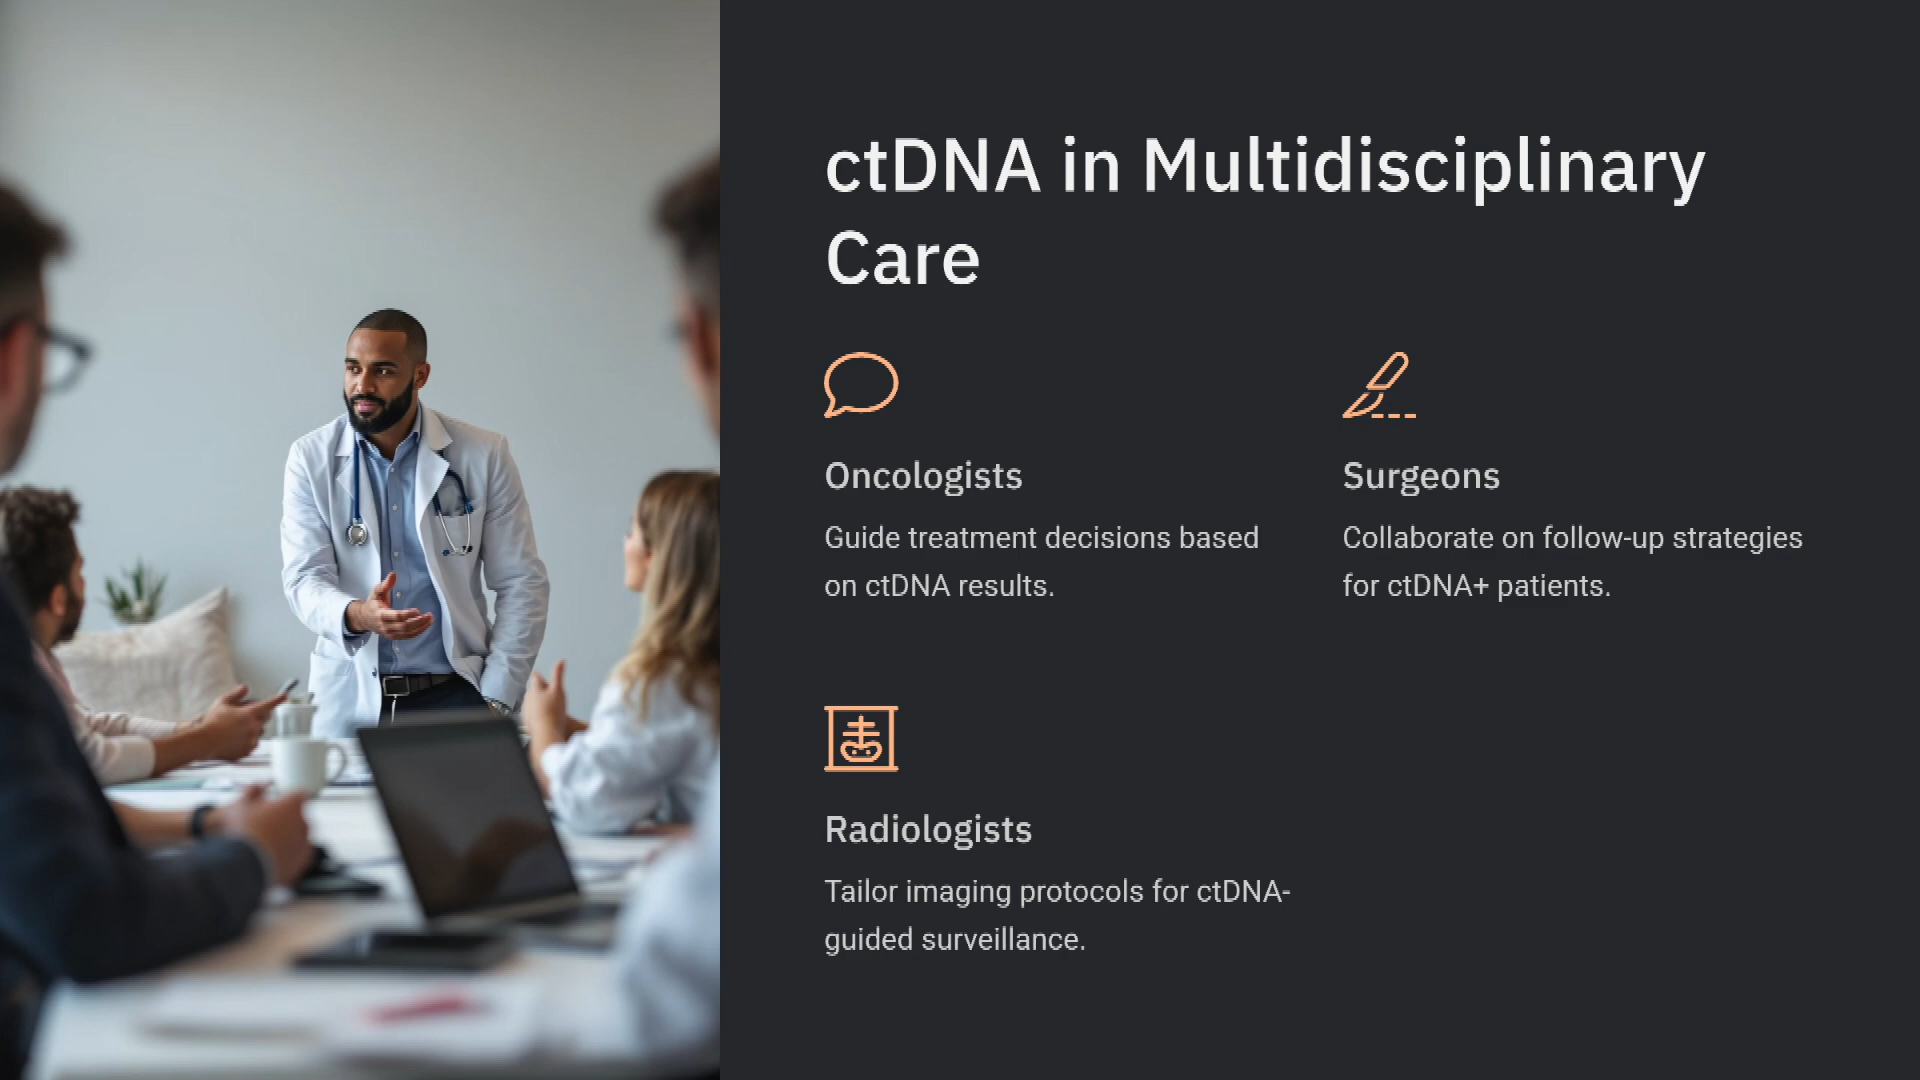 ctDNA in Multidisciplinary
Care
Oncologists
Guide treatment decisions based
on ctDNA results.
Surgeons
Collaborate on follow-up strategies
for ctDNA+ patients.
Radiologists
Tailor imaging protocols for ctDNA-
guided surveillance.